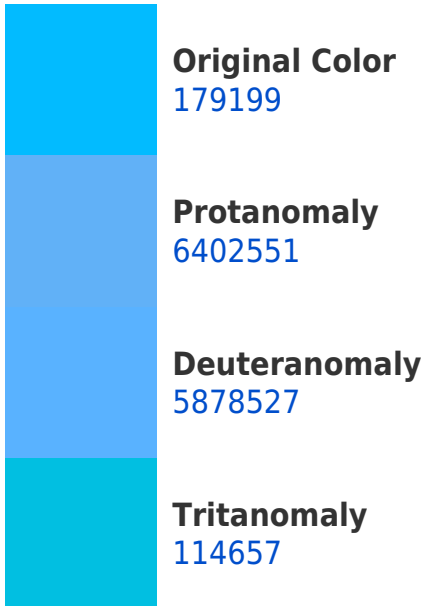 Original Color
179199
Protanomaly
6402551
Deuteranomaly
5878527
Tritanomaly
114657